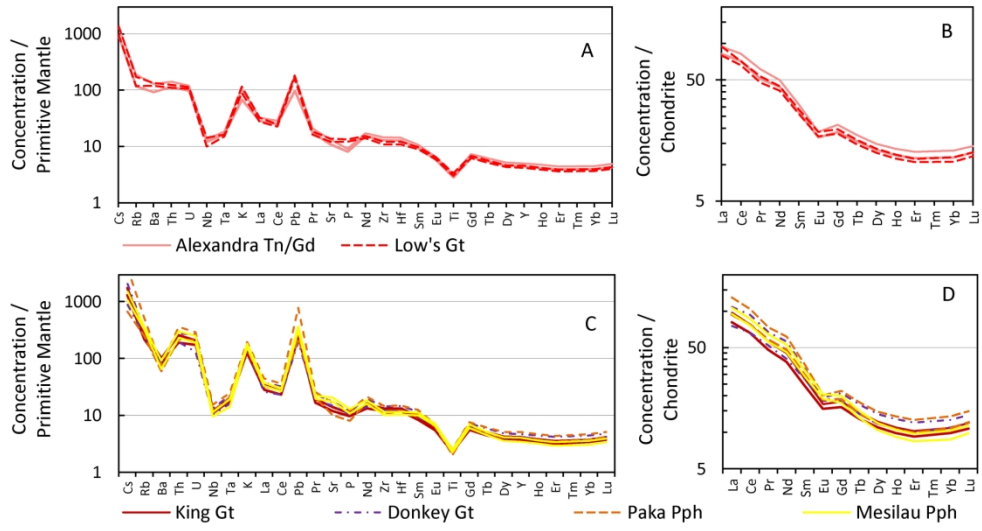 Concentration /
Primitive Mantle
1000
100
10
1
A
Cs Rb Ba Th U Nb Ta K La Ce Pb Pr Sr P Nd Zr Hf Sm Eu Ti Gd Tb Dy Y Ho Er Tm Yb Lu
Concentration /
Chondrite
50
5
B
La Ce Pr Nd Sm Eu Gd Tb Dy Ho Er Tm Yb Lu
Alexandra Tn/Gd Low's Gt
Concentration /
Primitive Mantle
1000
100
10
1
C
Cs Rb Ba Th U Nb Ta K La Ce Pb Pr Sr P Nd Zr Hf Sm Eu Ti Gd Tb Dy Y Ho Er Tm Yb Lu
Concentration /
Chondrite
50
5
D
La Ce Pr Nd Sm Eu Gd Tb Dy Ho Er Tm Yb Lu
King Gt Donkey Gt Paka Pph Mesilau Pph